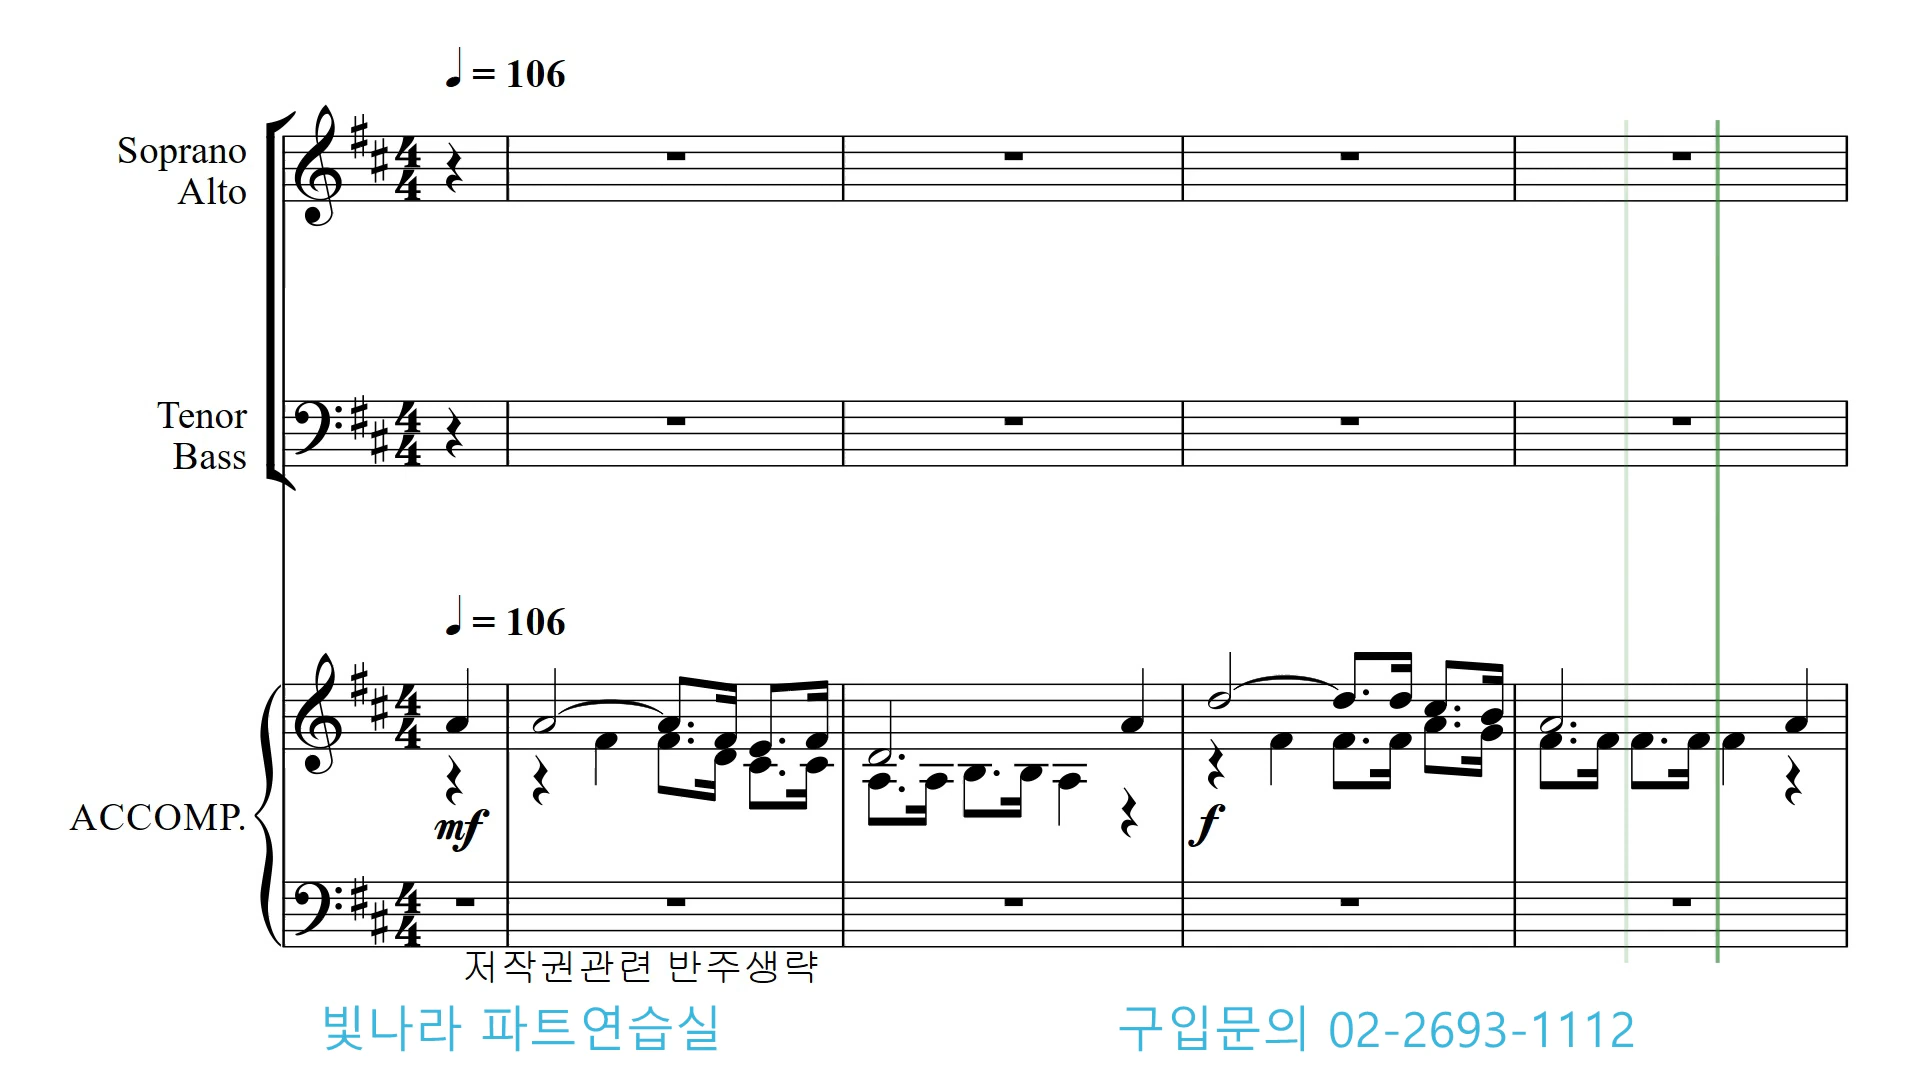 ♩ = 106
Soprano
Alto
Tenor
Bass
♩ = 106
ACCOMP.
mf
f
저작권관련 반주생략
빛나라 파트연습실
구입문의 02-2693-1112